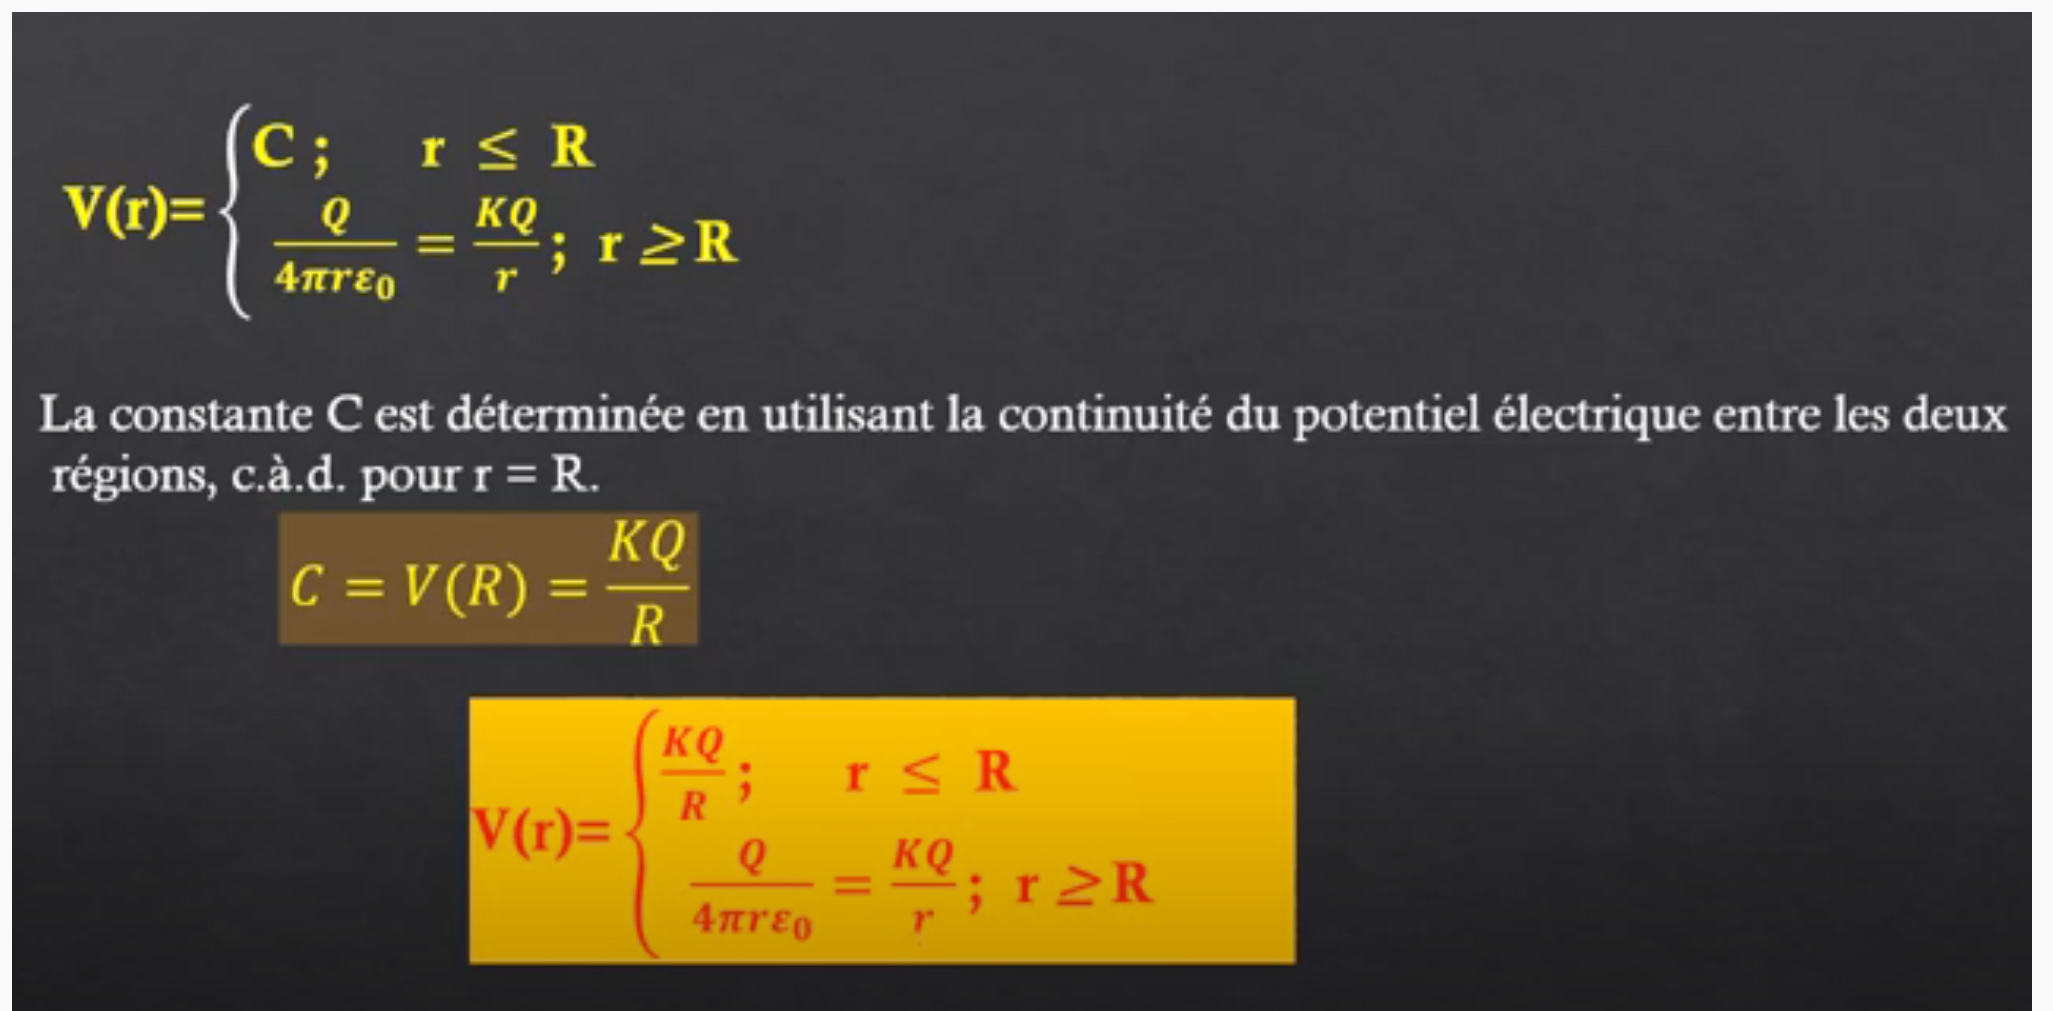 V(r)= { C ; r ≤ R
Q/4πrε₀ = KQ/r ; r ≥ R
La constante C est déterminée en utilisant la continuité du potentiel électrique entre les deux
régions, c.à.d. pour r = R.
C = V(R) = KQ/R
V(r)= { KQ/R ; r ≤ R
Q/4πrε₀ = KQ/r ; r ≥ R